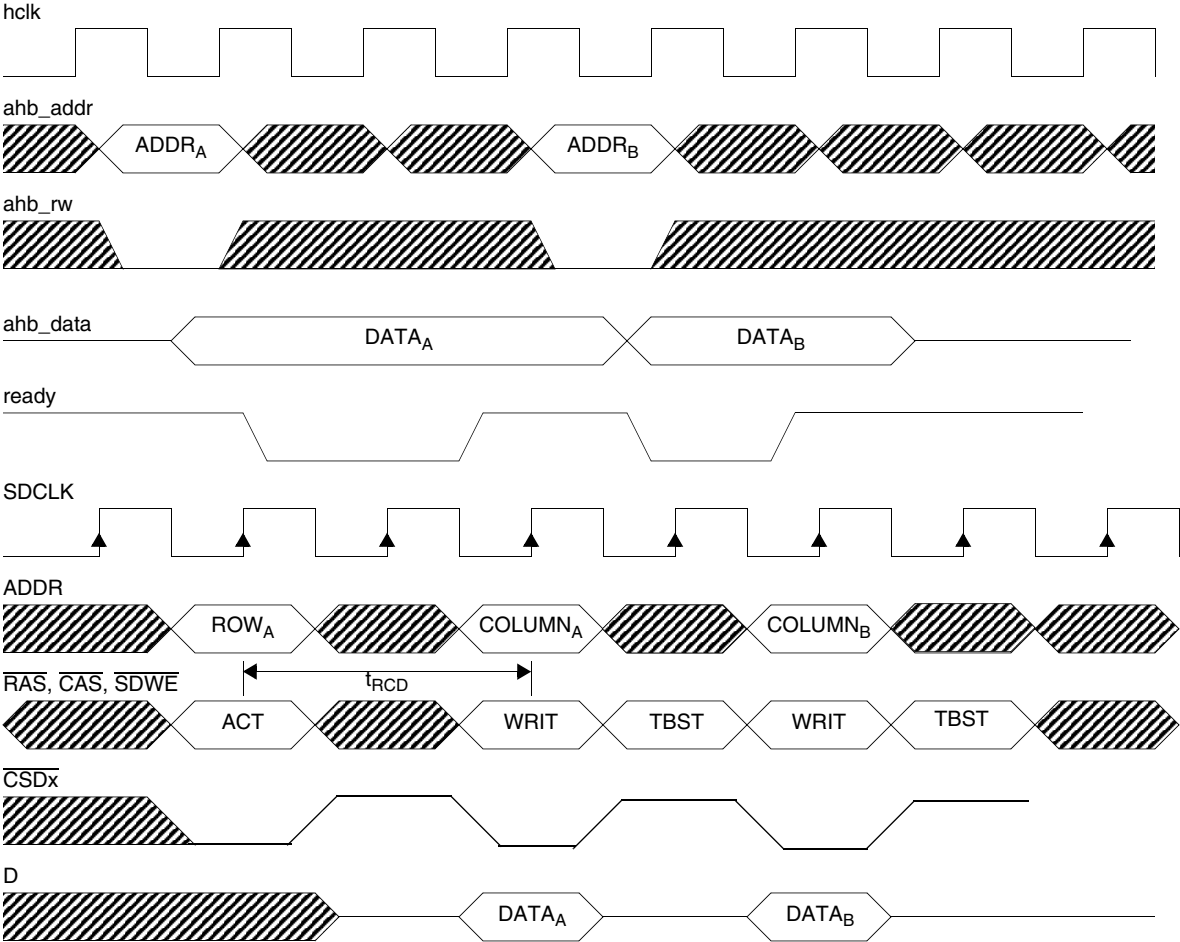 hclk
ahb_addr
ADDRA ADDRB
ahb_rw
ahb_data
DATAA DATAB
ready
SDCLK
ADDR
ROWA COLUMNA COLUMNB
tRCD
RAS, CAS, SDWE
ACT WRIT TBST WRIT TBST
CSDx
D
DATAA DATAB